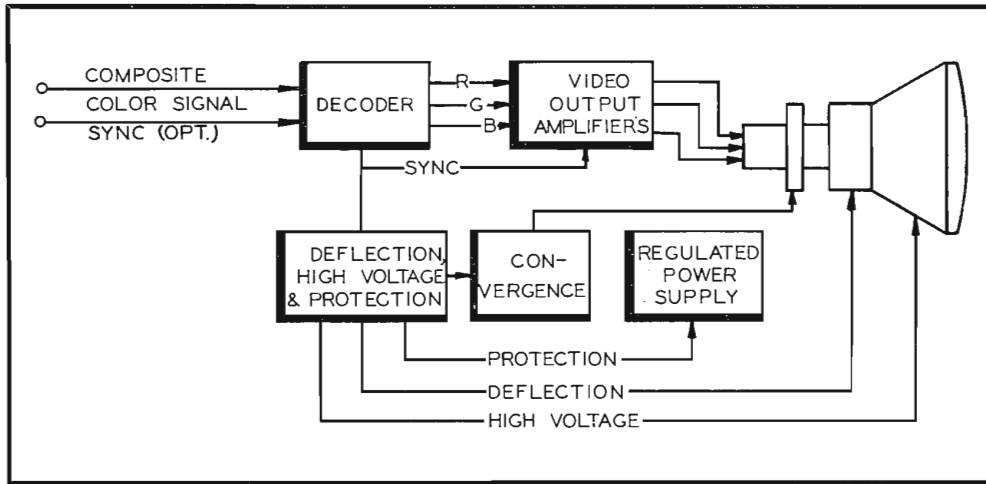 COMPOSITE
COLOR SIGNAL
SYNC (OPT.)
DECODER
R
G
B
VIDEO
OUTPUT
AMPLIFIER'S
SYNC
DEFLECTION,
HIGH VOLTAGE
& PROTECTION
CON-
VERGENCE
REGULATED
POWER
SUPPLY
PROTECTION
DEFLECTION
HIGH VOLTAGE